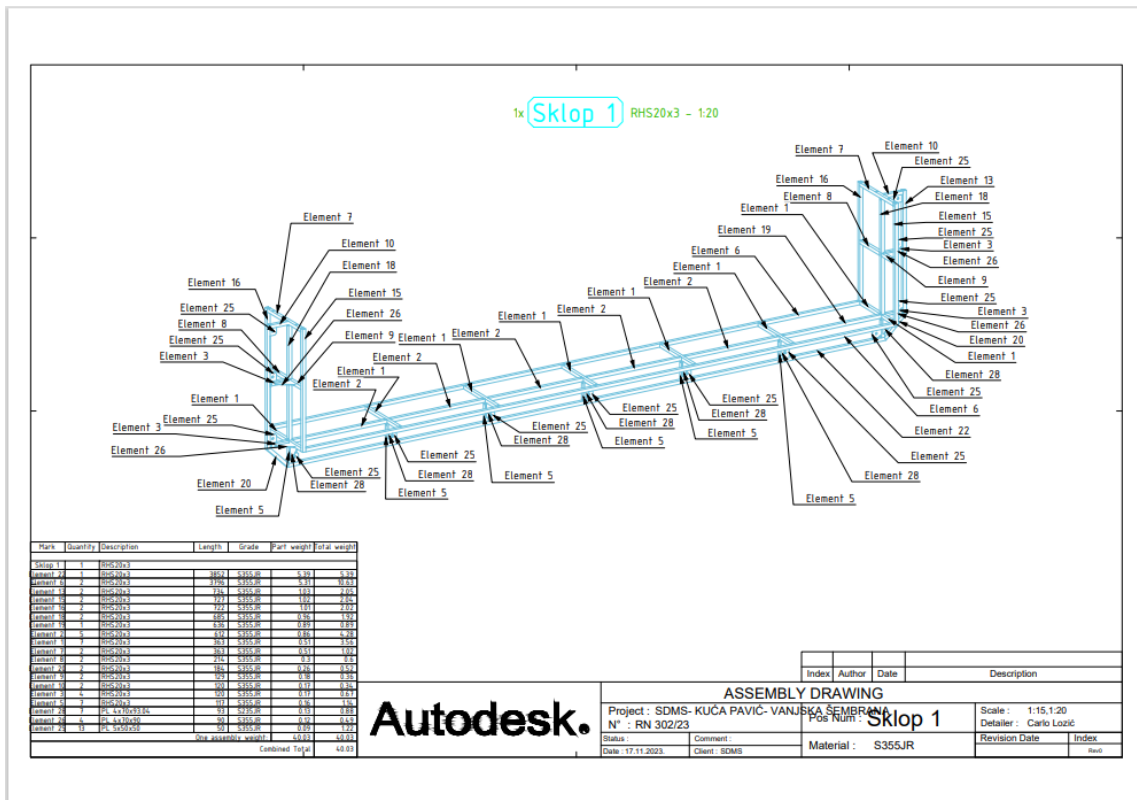 1x Sklop 1 RHS20x3 - 1:20
Element 7
Element 10
Element 25
Element 16
Element 13
Element 8
Element 18
Element 1
Element 15
Element 19
Element 25
Element 6
Element 3
Element 1
Element 26
Element 2
Element 9
Element 1
Element 25
Element 2
Element 3
Element 1
Element 26
Element 2
Element 20
Element 1
Element 1
Element 2
Element 28
Element 1
Element 25
Element 2
Element 6
Element 22
Element 25
Element 28
Element 5
Element 7
Element 10
Element 18
Element 16
Element 15
Element 25
Element 26
Element 8
Element 9
Element 25
Element 3
Element 1
Element 25
Element 3
Element 26
Element 20
Element 5
Element 25
Element 28
Element 25
Element 28
Element 5
Element 25
Element 28
Element 5
Element 25
Element 28
Element 5
Element 25
Element 28
Element 5
Mark Quantity Description Length Grade Part weight Total weight
Sklop 1 1 RHS20x3
Element 22 1 RHS20x3 3852 S355JR 5.39 5.39
Element 6 2 RHS20x3 3796 S355JR 5.31 10.63
Element 13 2 RHS20x3 734 S355JR 1.03 2.05
Element 15 2 RHS20x3 727 S355JR 1.02 2.04
Element 16 2 RHS20x3 722 S355JR 1.01 2.02
Element 18 2 RHS20x3 685 S355JR 0.96 1.92
Element 19 1 RHS20x3 636 S355JR 0.89 0.89
Element 2 5 RHS20x3 612 S355JR 0.86 4.28
Element 1 7 RHS20x3 363 S355JR 0.51 3.56
Element 7 2 RHS20x3 363 S355JR 0.51 1.02
Element 8 2 RHS20x3 214 S355JR 0.3 0.6
Element 20 2 RHS20x3 184 S355JR 0.26 0.52
Element 9 2 RHS20x3 129 S355JR 0.18 0.36
Element 10 2 RHS20x3 120 S355JR 0.17 0.34
Element 3 4 RHS20x3 120 S355JR 0.17 0.67
Element 5 7 RHS20x3 117 S355JR 0.16 1.14
Element 28 7 PL 4x70x93.04 93 S235JR 0.13 0.88
Element 26 4 PL 4x70x90 90 S355JR 0.12 0.49
Element 25 13 PL 5x50x50 50 S355JR 0.09 1.22
One assembly weight: 40.03 40.03
Combined Total 40.03
Autodesk.
Index Author Date Description
ASSEMBLY DRAWING
Project : SDMS- KUĆA PAVIĆ- VANJSKA ŠEMBRANA
N° : RN 302/23
Pos Num : Sklop 1
Scale : 1:15,1:20
Detailer : Carlo Lozić
Status : Comment :
Date : 17.11.2023. Client : SDMS
Material : S355JR
Revision Date Index
Rev0